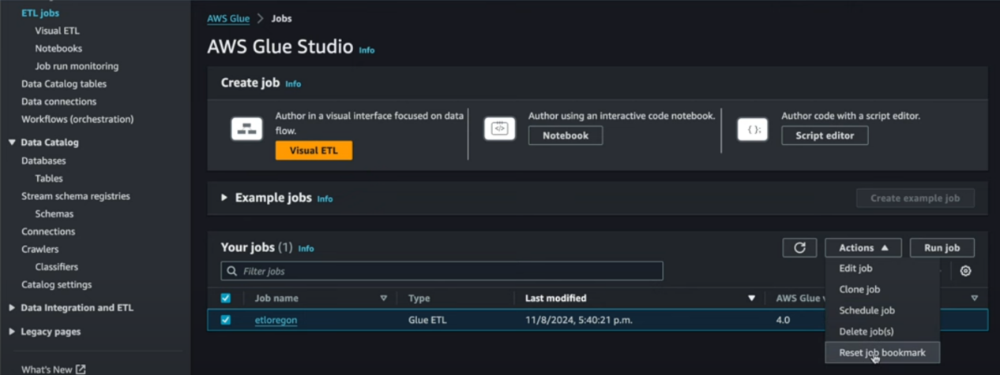 ETL jobs
Visual ETL
Notebooks
Job run monitoring
Data Catalog tables
Data connections
Workflows (orchestration)
Data Catalog
Databases
Tables
Stream schema registries
Schemas
Connections
Crawlers
Classifiers
Catalog settings
Data Integration and ETL
Legacy pages
What's New
AWS Glue > Jobs
AWS Glue Studio Info
Create job Info
Author in a visual interface focused on data
flow.
Visual ETL
Author using an interactive code notebook.
Notebook
Author code with a script editor.
Script editor
Example jobs Info
Create example job
Your jobs (1) Info
Actions
Run job
Filter jobs
Edit job
Clone job
Schedule job
Delete job(s)
Reset job bookmark
Job name Type Last modified AWS Glue
etloregon Glue ETL 11/8/2024, 5:40:21 p.m. 4.0